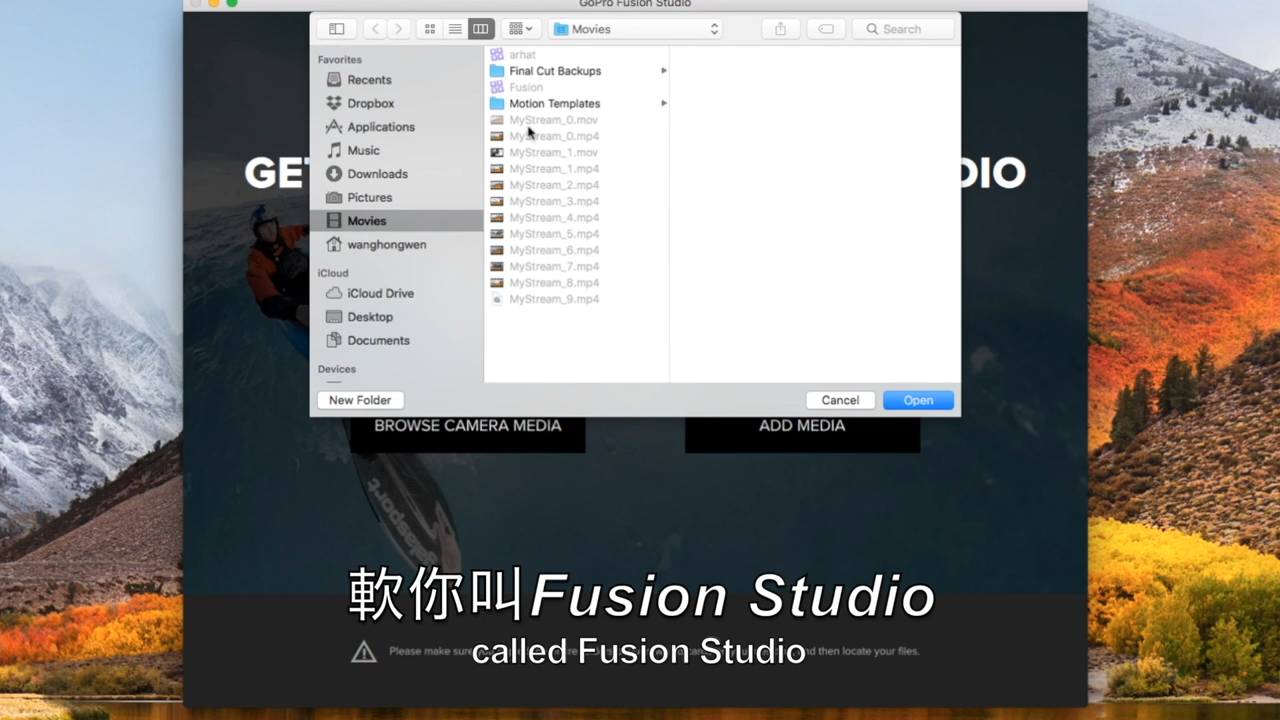 GoPro Fusion Studio
Movies
Search
Favorites
Recents
Dropbox
Applications
Music
Downloads
Pictures
Movies
wanghongwen
iCloud
iCloud Drive
Desktop
Documents
Devices
arhat
Final Cut Backups
Fusion
Motion Templates
MyStream_0.mov
MyStream_0.mp4
MyStream_1.mov
MyStream_1.mp4
MyStream_2.mp4
MyStream_3.mp4
MyStream_4.mp4
MyStream_5.mp4
MyStream_6.mp4
MyStream_7.mp4
MyStream_8.mp4
MyStream_9.mp4
New Folder
Cancel
Open
BROWSE CAMERA MEDIA
ADD MEDIA
軟你叫Fusion Studio
called Fusion Studio
Please make sure and then locate your files.